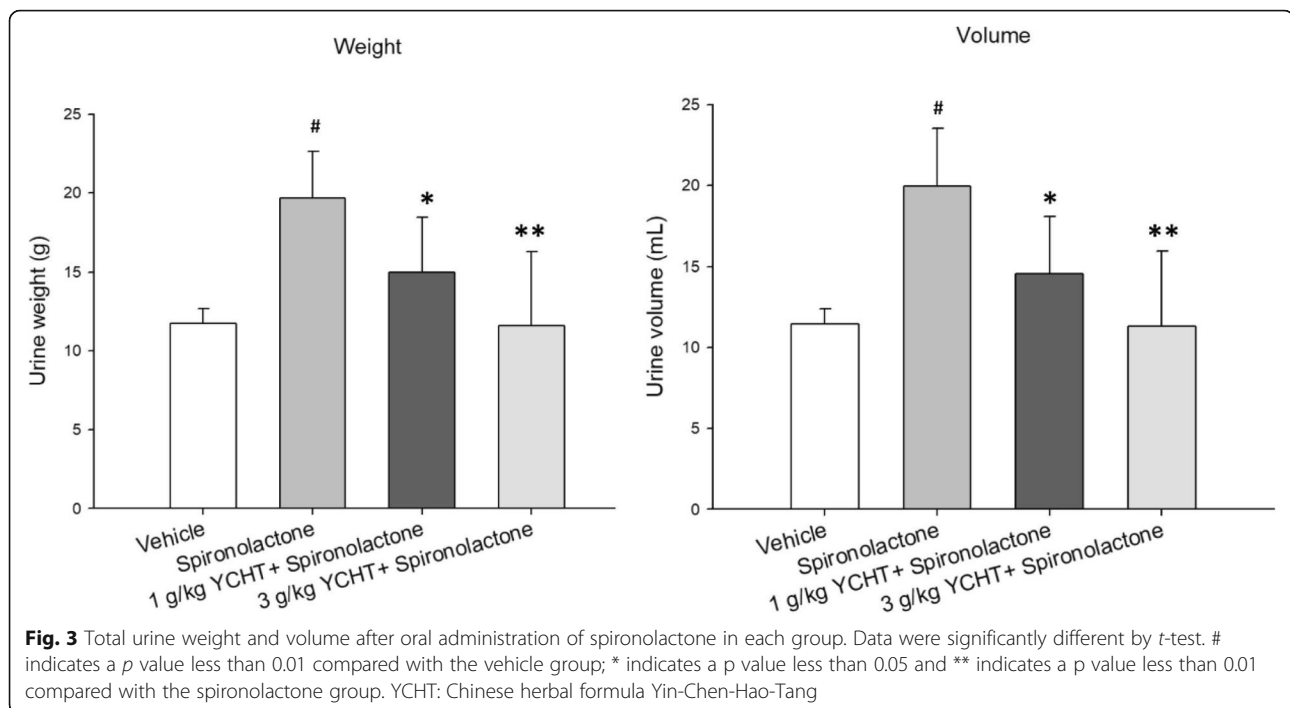 Weight
25
20
15
10
5
0
Urine weight (g)
#
*
**
Vehicle
Spironolactone
1 g/kg YCHT+ Spironolactone
3 g/kg YCHT+ Spironolactone
Volume
25
20
15
10
5
0
Urine volume (mL)
#
*
**
Vehicle
Spironolactone
1 g/kg YCHT+ Spironolactone
3 g/kg YCHT+ Spironolactone
Fig. 3 Total urine weight and volume after oral administration of spironolactone in each group. Data were significantly different by t-test. #
indicates a p value less than 0.01 compared with the vehicle group; * indicates a p value less than 0.05 and ** indicates a p value less than 0.01
compared with the spironolactone group. YCHT: Chinese herbal formula Yin-Chen-Hao-Tang